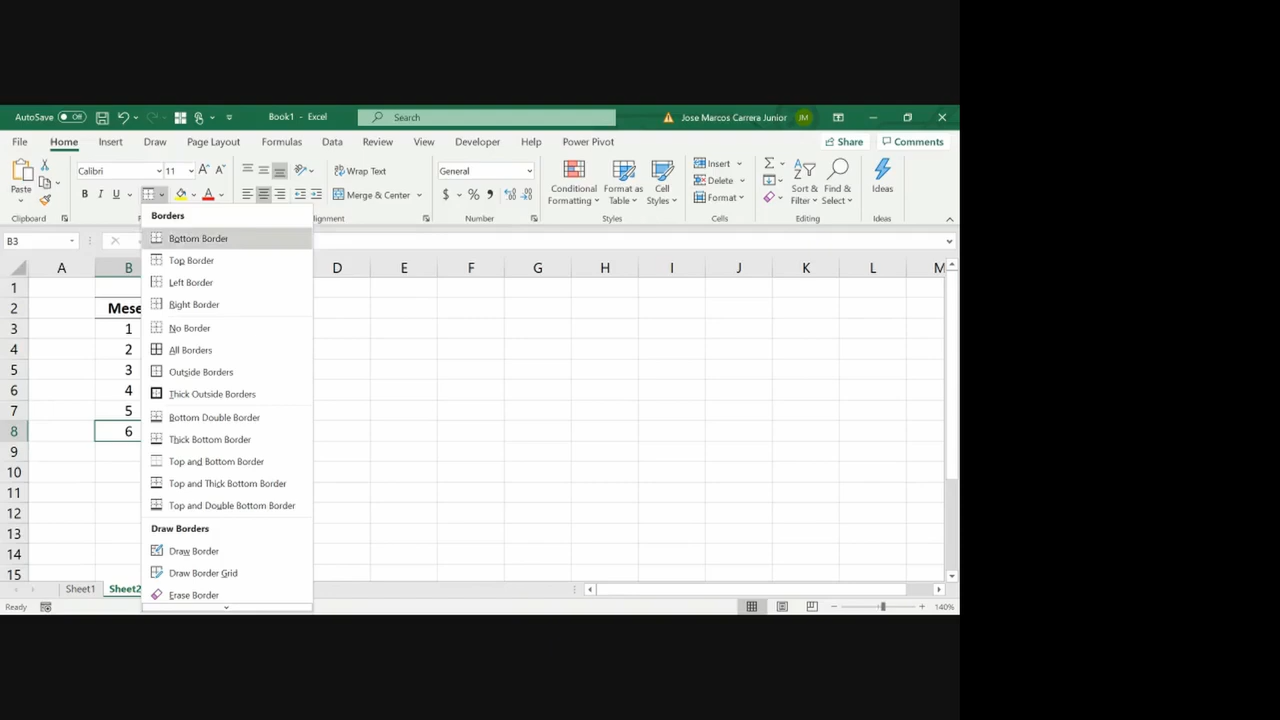 AutoSave Off Book1 - Excel Search Jose Marcos Carrera Junior JM
File Home Insert Draw Page Layout Formulas Data Review View Developer Help Power Pivot Share Comments
Paste
Calibri 11
B I U
Wrap Text
Merge & Center
General
$ % 9
Conditional Formatting
Format as Table
Cell Styles
Insert
Delete
Format
Sort & Filter
Find & Select
Ideas
Clipboard Number Styles Cells Editing Ideas
B3
Borders
Bottom Border
Top Border
Left Border
Right Border
No Border
All Borders
Outside Borders
Thick Outside Borders
Bottom Double Border
Thick Bottom Border
Top and Bottom Border
Top and Thick Bottom Border
Top and Double Bottom Border
Draw Borders
Draw Border
Draw Border Grid
Erase Border
A B D E F G H I J K L M
1
2
3 1
4 2
5 3
6 4
7 5
8 6
9
10
11
12
13
14
15
Sheet1 Sheet2
Ready 140%